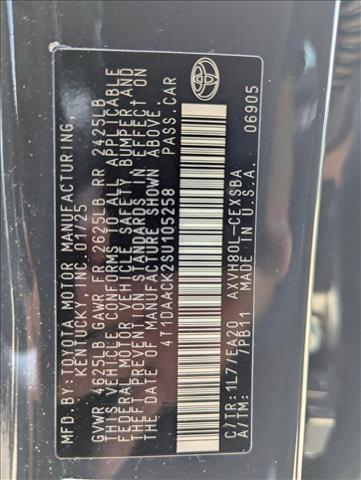 MFD. BY: TOYOTA MOTOR MANUFACTURING,
KENTUCKY, INC. 01/25
GVWR 4625LB GAWR FR 2625LB RR 2425LB
THIS VEHICLE CONFORMS TO ALL APPLICABLE
FEDERAL MOTOR VEHICLE SAFETY BUMPER AND
THEFT PREVENTION STANDARDS IN EFFECT ON
THE DATE OF MANUFACTURE SHOWN ABOVE
4T1DAACK2SU105258 PASS. CAR
C/TR: 1L7/EA20 AXVH80L-CEXSBA
A/TM: 7PB11 MADE IN U.S.A.
06905